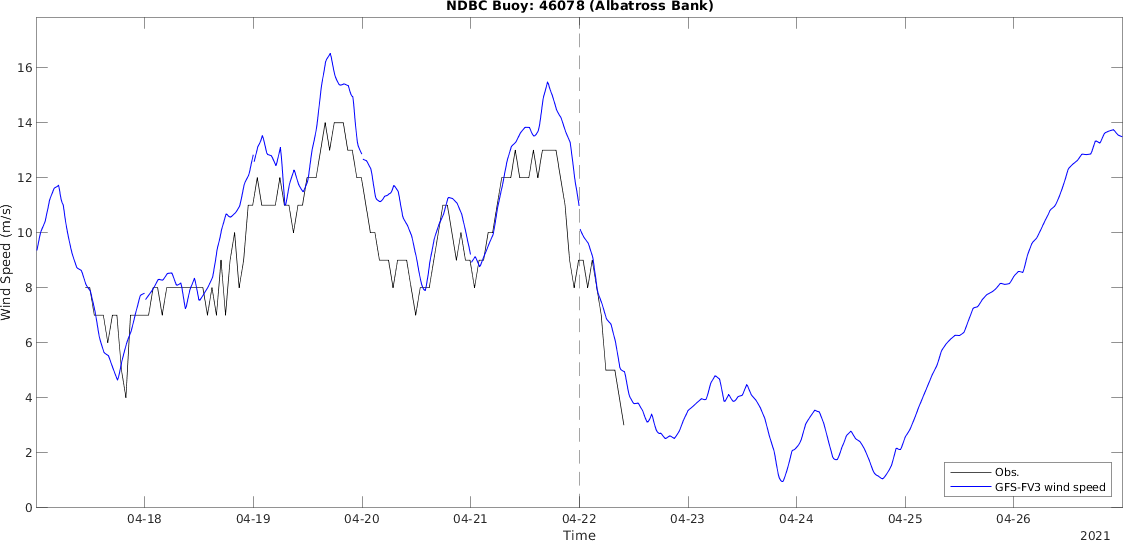 NDBC Buoy: 46078 (Albatross Bank)
Wind Speed (m/s)
16
14
12
10
8
6
4
2
0
04-18 04-19 04-20 04-21 04-22 04-23 04-24 04-25 04-26
Time
2021
Obs.
GFS-FV3 wind speed